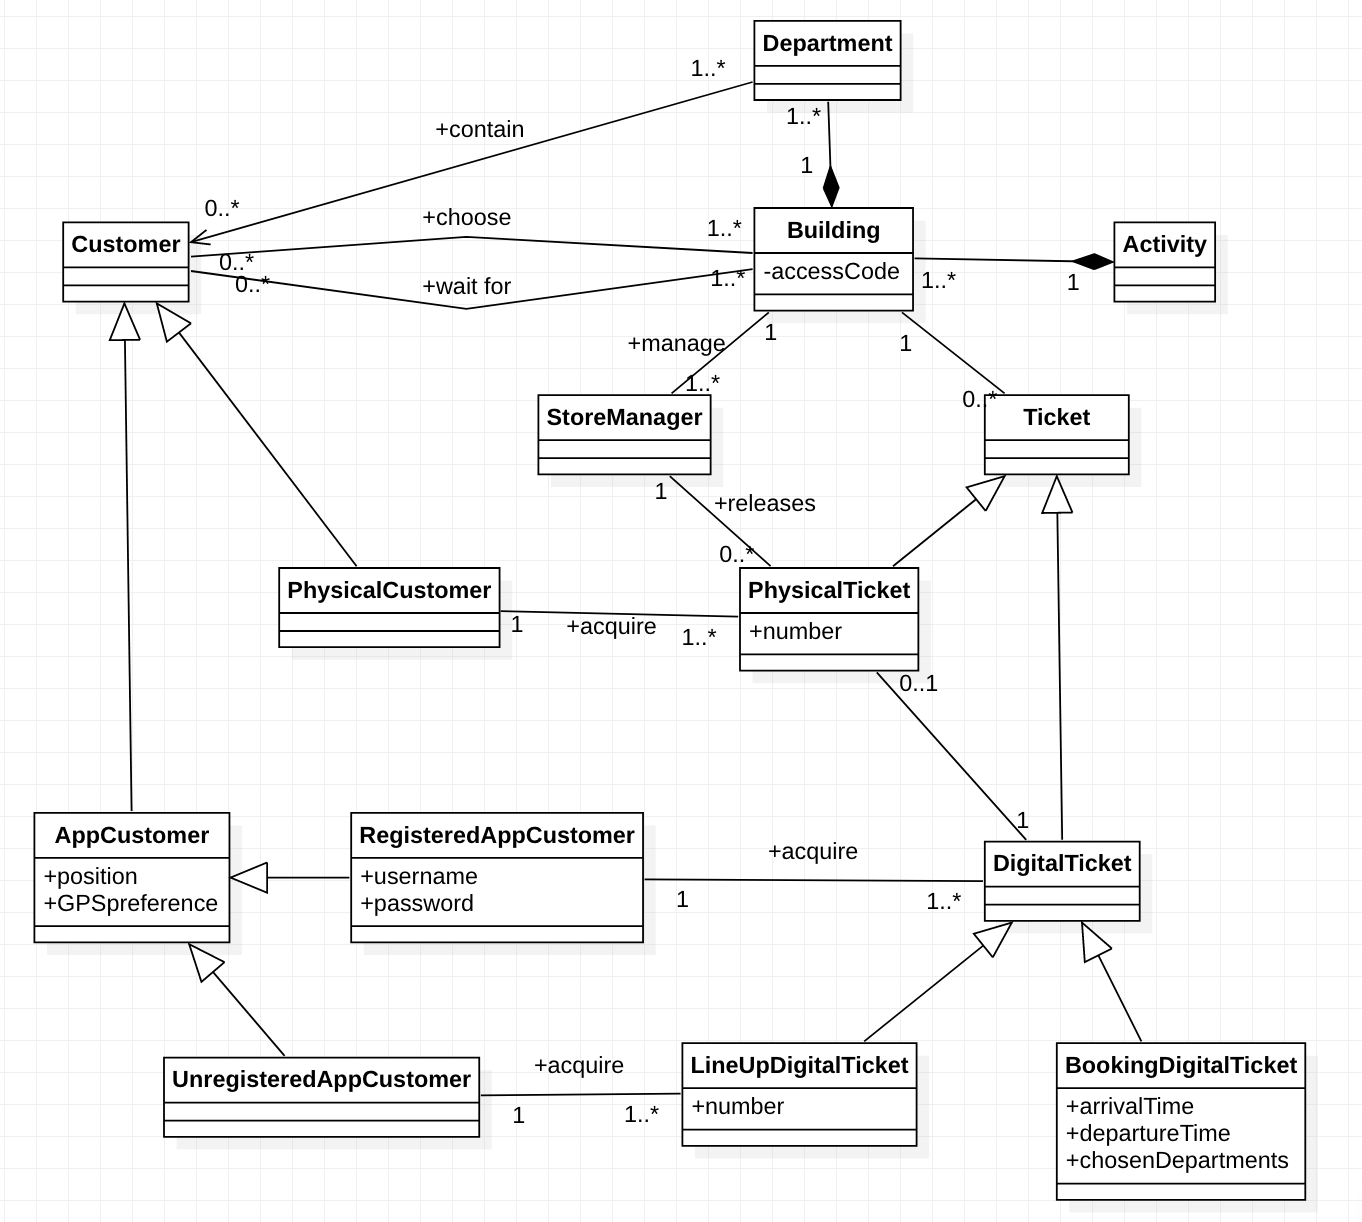 Department
1..*
+contain
1..*
1
0..*
+choose
1..*
Customer
Building
Activity
0..*
0..*
+wait for
1..*
-accessCode
1..*
1
+manage
1
1
1..*
0..*
StoreManager
Ticket
1
+releases
0..*
PhysicalCustomer
PhysicalTicket
1
+acquire
1..*
+number
0..1
1
AppCustomer
+position
+GPSpreference
RegisteredAppCustomer
+username
+password
+acquire
1
1..*
DigitalTicket
UnregisteredAppCustomer
+acquire
1
1..*
LineUpDigitalTicket
+number
BookingDigitalTicket
+arrivalTime
+departureTime
+chosenDepartments